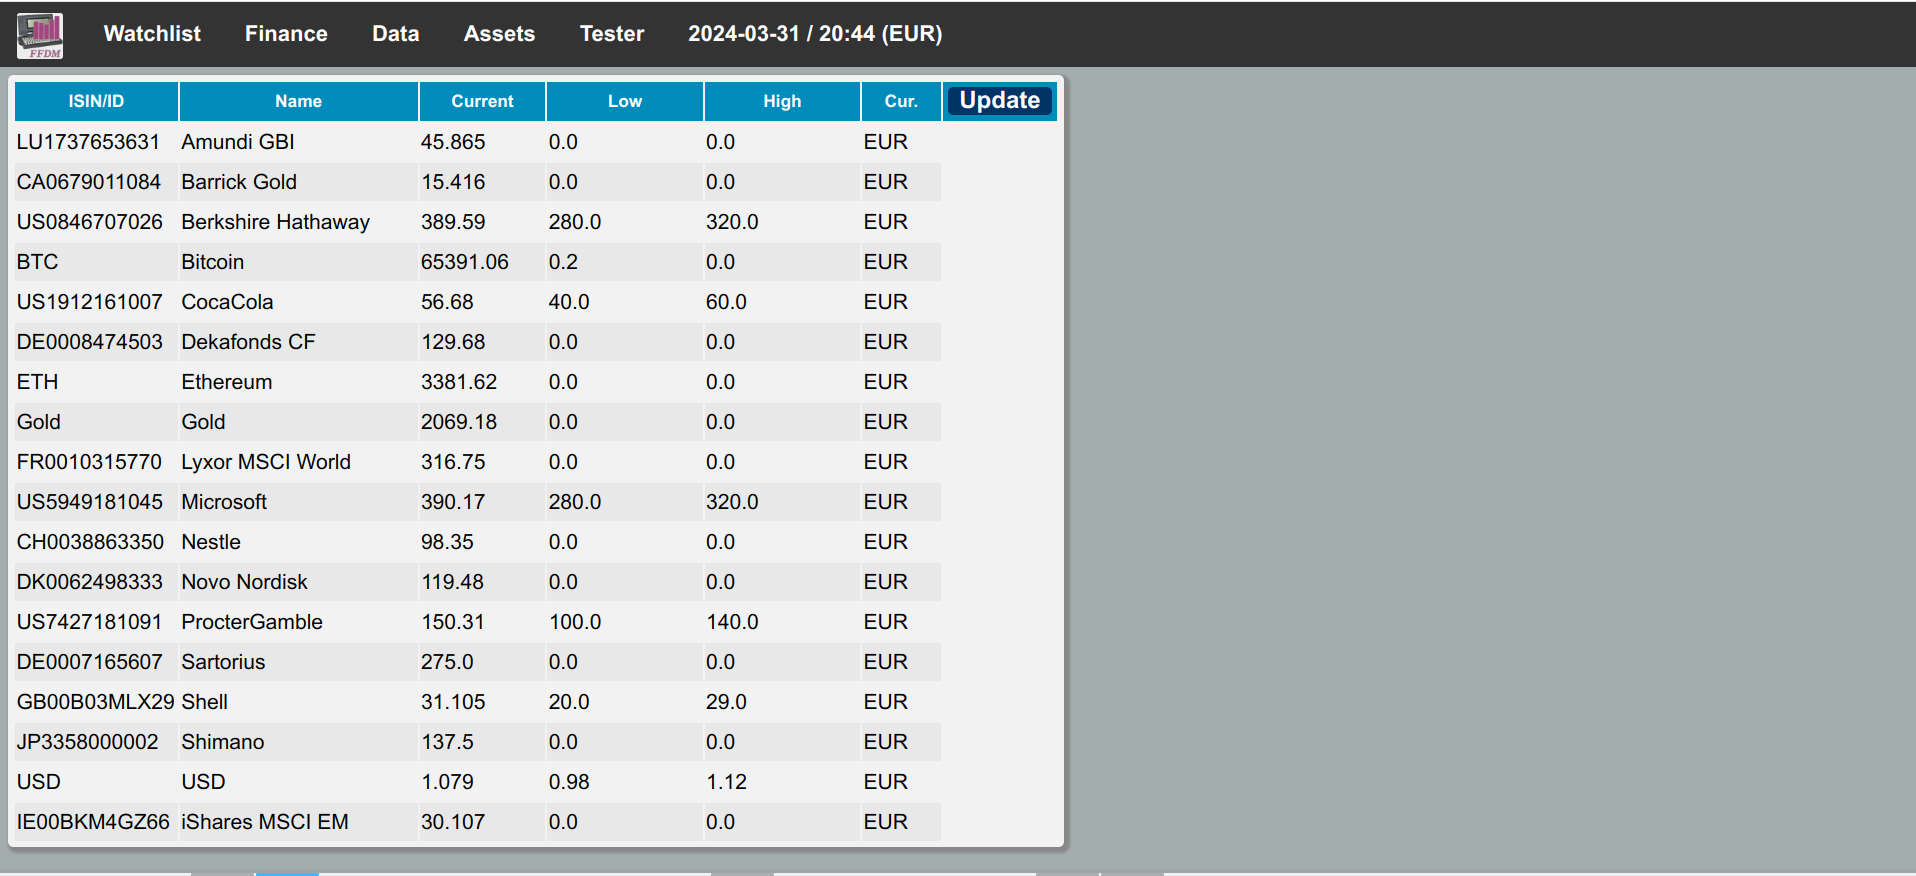 FFDM Watchlist Finance Data Assets Tester 2024-03-31 / 20:44 (EUR)
ISIN/ID Name Current Low High Cur. Update
LU1737653631 Amundi GBI 45.865 0.0 0.0 EUR
CA0679011084 Barrick Gold 15.416 0.0 0.0 EUR
US0846707026 Berkshire Hathaway 389.59 280.0 320.0 EUR
BTC Bitcoin 65391.06 0.2 0.0 EUR
US1912161007 CocaCola 56.68 40.0 60.0 EUR
DE0008474503 Dekafonds CF 129.68 0.0 0.0 EUR
ETH Ethereum 3381.62 0.0 0.0 EUR
Gold Gold 2069.18 0.0 0.0 EUR
FR0010315770 Lyxor MSCI World 316.75 0.0 0.0 EUR
US5949181045 Microsoft 390.17 280.0 320.0 EUR
CH0038863350 Nestle 98.35 0.0 0.0 EUR
DK0062498333 Novo Nordisk 119.48 0.0 0.0 EUR
US7427181091 ProcterGamble 150.31 100.0 140.0 EUR
DE0007165607 Sartorius 275.0 0.0 0.0 EUR
GB00B03MLX29 Shell 31.105 20.0 29.0 EUR
JP3358000002 Shimano 137.5 0.0 0.0 EUR
USD USD 1.079 0.98 1.12 EUR
IE00BKM4GZ66 iShares MSCI EM 30.107 0.0 0.0 EUR